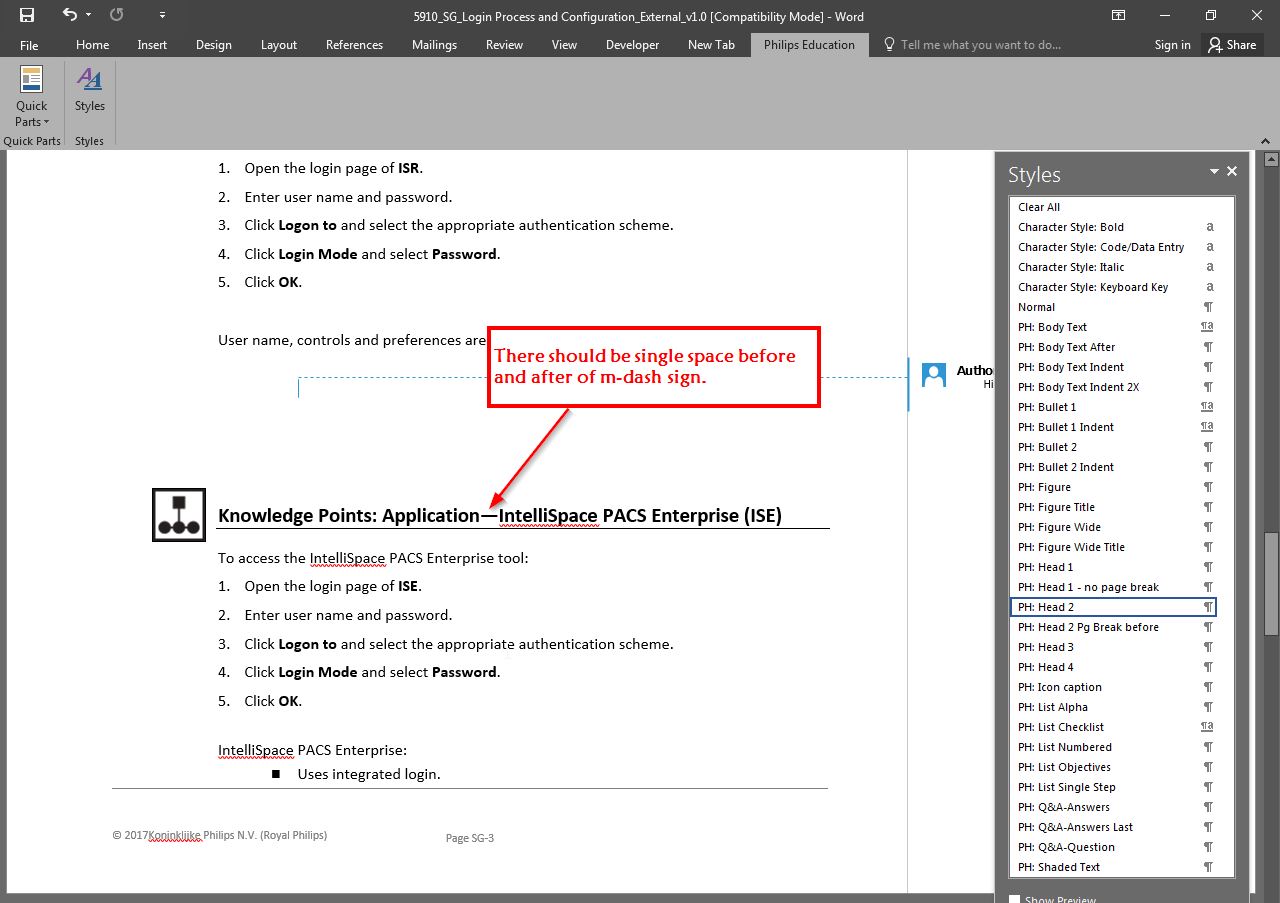 5910_SG_Login Process and Configuration_External_v1.0 [Compatibility Mode] - Word
File Home Insert Design Layout References Mailings Review View Developer New Tab Philips Education Tell me what you want to do... Sign in Share
Quick Parts
Styles
Quick Parts Styles
1. Open the login page of ISR.
2. Enter user name and password.
3. Click Logon to and select the appropriate authentication scheme.
4. Click Login Mode and select Password.
5. Click OK.
User name, controls and preferences are
There should be single space before
and after of m-dash sign.
Autho
Hi
Knowledge Points: Application—IntelliSpace PACS Enterprise (ISE)
To access the IntelliSpace PACS Enterprise tool:
1. Open the login page of ISE.
2. Enter user name and password.
3. Click Logon to and select the appropriate authentication scheme.
4. Click Login Mode and select Password.
5. Click OK.
IntelliSpace PACS Enterprise:
■ Uses integrated login.
© 2017Koninklijke Philips N.V. (Royal Philips)
Page SG-3
Styles
Clear All
Character Style: Bold a
Character Style: Code/Data Entry a
Character Style: Italic a
Character Style: Keyboard Key a
Normal ¶
PH: Body Text ¶a
PH: Body Text After ¶
PH: Body Text Indent ¶
PH: Body Text Indent 2X ¶
PH: Bullet 1 ¶a
PH: Bullet 1 Indent ¶a
PH: Bullet 2 ¶
PH: Bullet 2 Indent ¶
PH: Figure ¶
PH: Figure Title ¶
PH: Figure Wide ¶
PH: Figure Wide Title ¶
PH: Head 1 ¶
PH: Head 1 - no page break ¶
PH: Head 2 ¶
PH: Head 2 Pg Break before ¶
PH: Head 3 ¶
PH: Head 4 ¶
PH: Icon caption ¶
PH: List Alpha ¶
PH: List Checklist ¶a
PH: List Numbered ¶
PH: List Objectives ¶
PH: List Single Step ¶
PH: Q&A-Answers ¶
PH: Q&A-Answers Last ¶
PH: Q&A-Question ¶
PH: Shaded Text ¶
Show Preview